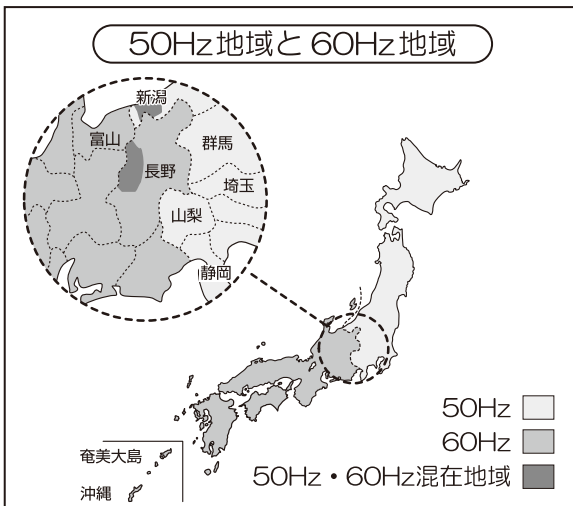 50Hz地域と60Hz地域
新潟
富山
群馬
長野
埼玉
山梨
静岡
50Hz
60Hz
50Hz・60Hz混在地域
奄美大島
沖縄